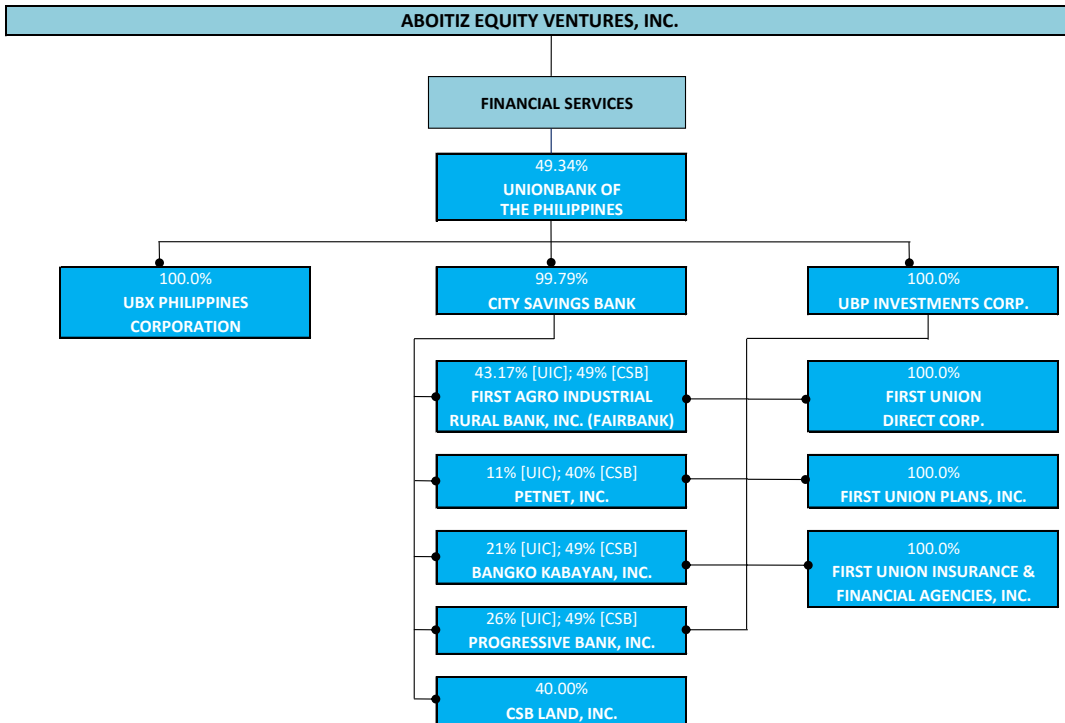 ABOITIZ EQUITY VENTURES, INC.
FINANCIAL SERVICES
49.34%
UNIONBANK OF
THE PHILIPPINES
100.0%
UBX PHILIPPINES
CORPORATION
99.79%
CITY SAVINGS BANK
100.0%
UBP INVESTMENTS CORP.
43.17% [UIC]; 49% [CSB]
FIRST AGRO INDUSTRIAL
RURAL BANK, INC. (FAIRBANK)
100.0%
FIRST UNION
DIRECT CORP.
11% [UIC); 40% [CSB]
PETNET, INC.
100.0%
FIRST UNION PLANS, INC.
21% [UIC]; 49% [CSB]
BANGKO KABAYAN, INC.
100.0%
FIRST UNION INSURANCE &
FINANCIAL AGENCIES, INC.
26% [UIC]; 49% [CSB]
PROGRESSIVE BANK, INC.
40.00%
CSB LAND, INC.